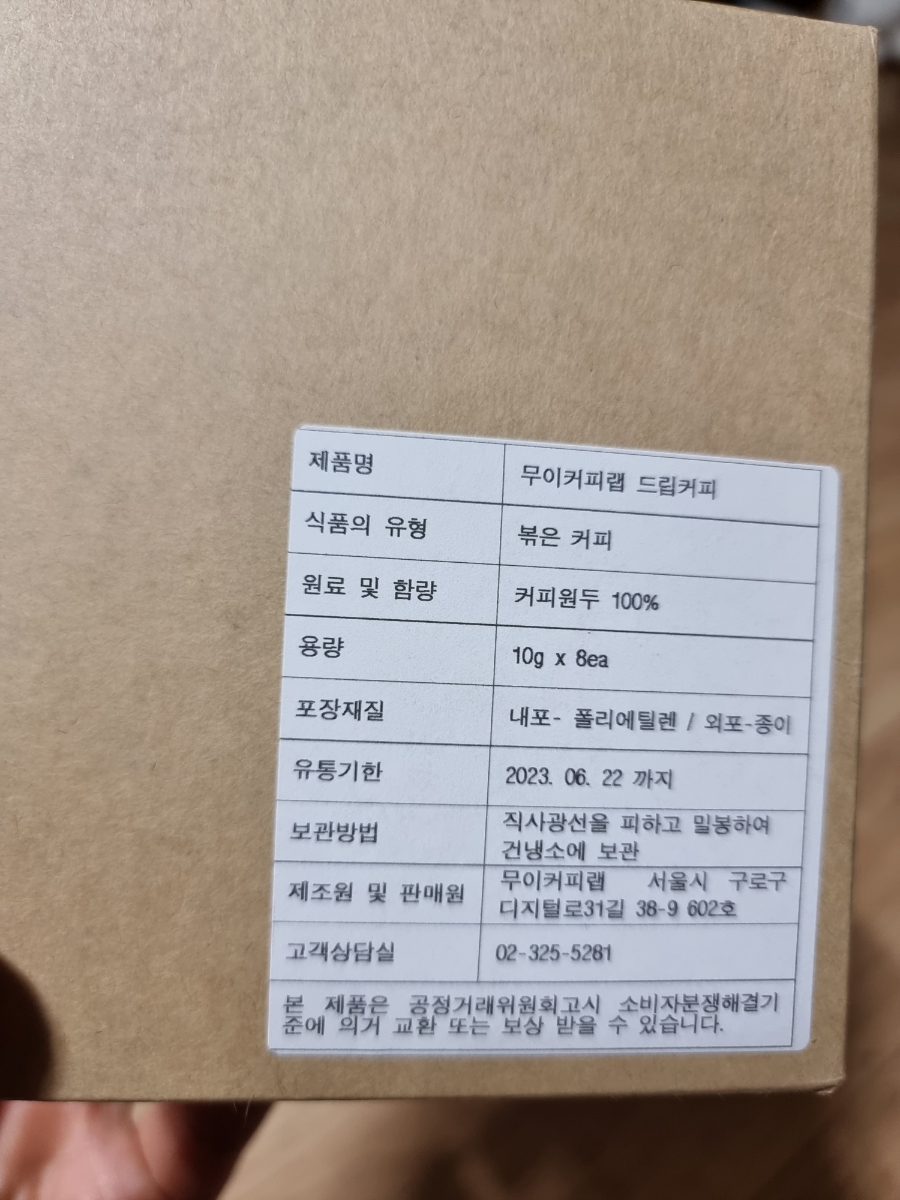 제품명 무이커피랩 드립커피
식품의 유형 볶은 커피
원료 및 함량 커피원두 100%
용량 10g x 8ea
포장재질 내포- 폴리에틸렌 / 외포-종이
유통기한 2023. 06. 22 까지
보관방법 직사광선을 피하고 밀봉하여
건냉소에 보관
제조원 및 판매원 무이커피랩 서울시 구로구
디지털로31길 38-9 602호
고객상담실 02-325-5281
본 제품은 공정거래위원회고시 소비자분쟁해결기
준에 의거 교환 또는 보상 받을 수 있습니다.